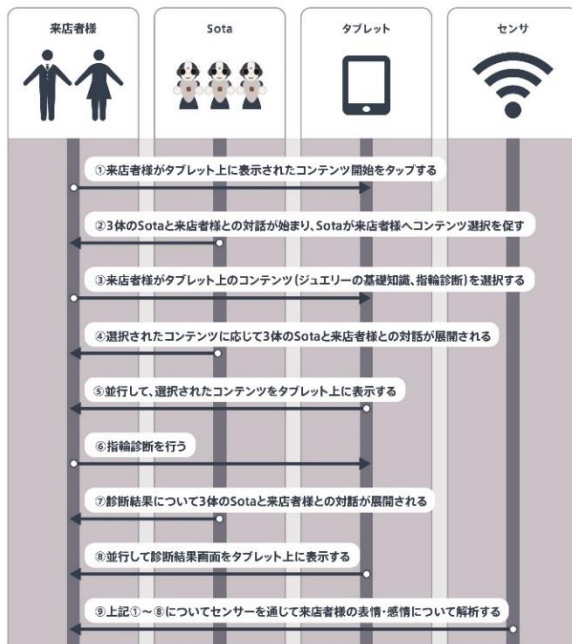 来店者様
Sota
タブレット
センサ
①来店者様がタブレット上に表示されたコンテンツ開始をタップする
②3体のSotaと来店者様との対話が始まり、Sotaが来店者様へコンテンツ選択を促す
③来店者様がタブレット上のコンテンツ(ジュエリーの基礎知識、指輪診断)を選択する
④選択されたコンテンツに応じて3体のSotaと来店者様との対話が展開される
⑤並行して、選択されたコンテンツをタブレット上に表示する
⑥指輪診断を行う
⑦診断結果について3体のSotaと来店者様との対話が展開される
⑧並行して診断結果画面をタブレット上に表示する
⑨上記①～⑧についてセンサーを通じて来店者様の表情・感情について解析する